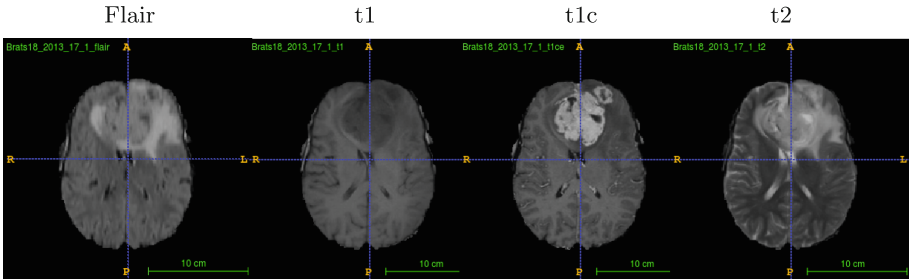 Flair t1 t1c t2
Brats18_2013_17_1_flair A Brats18_2013_17_1_t1 A Brats18_2013_17_1_t1ce A Brats18_2013_17_1_t2 A
R L R R R L
10 cm 10 cm 10 cm 10 cm
P P P P